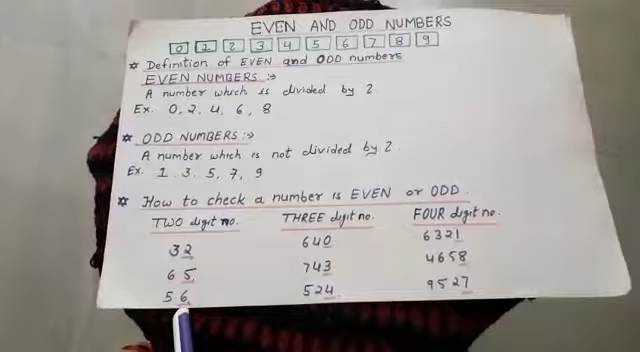 EVEN AND ODD NUMBERS
0 1 2 3 4 5 6 7 8 9
* Definition of EVEN and ODD numbers
EVEN NUMBERS :->
A number which is divided by 2.
Ex. 0, 2, 4, 6, 8
* ODD NUMBERS :->
A number which is not divided by 2.
Ex. 1, 3, 5, 7, 9
* How to check a number is EVEN or ODD.
TWO digit no. THREE digit no. FOUR digit no.
32 640 6321
65 743 4658
56 524 9527